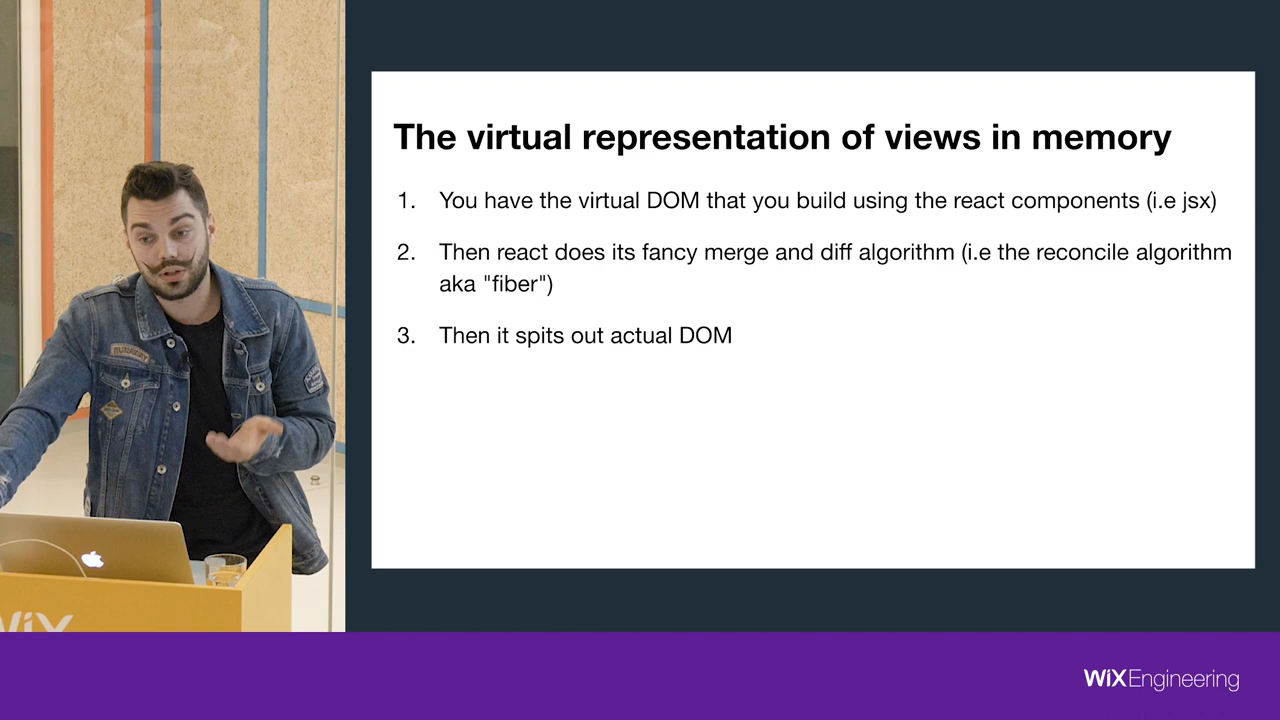 The virtual representation of views in memory
1. You have the virtual DOM that you build using the react components (i.e jsx)
2. Then react does its fancy merge and diff algorithm (i.e the reconcile algorithm
aka "fiber")
3. Then it spits out actual DOM
WiX
WiXEngineering